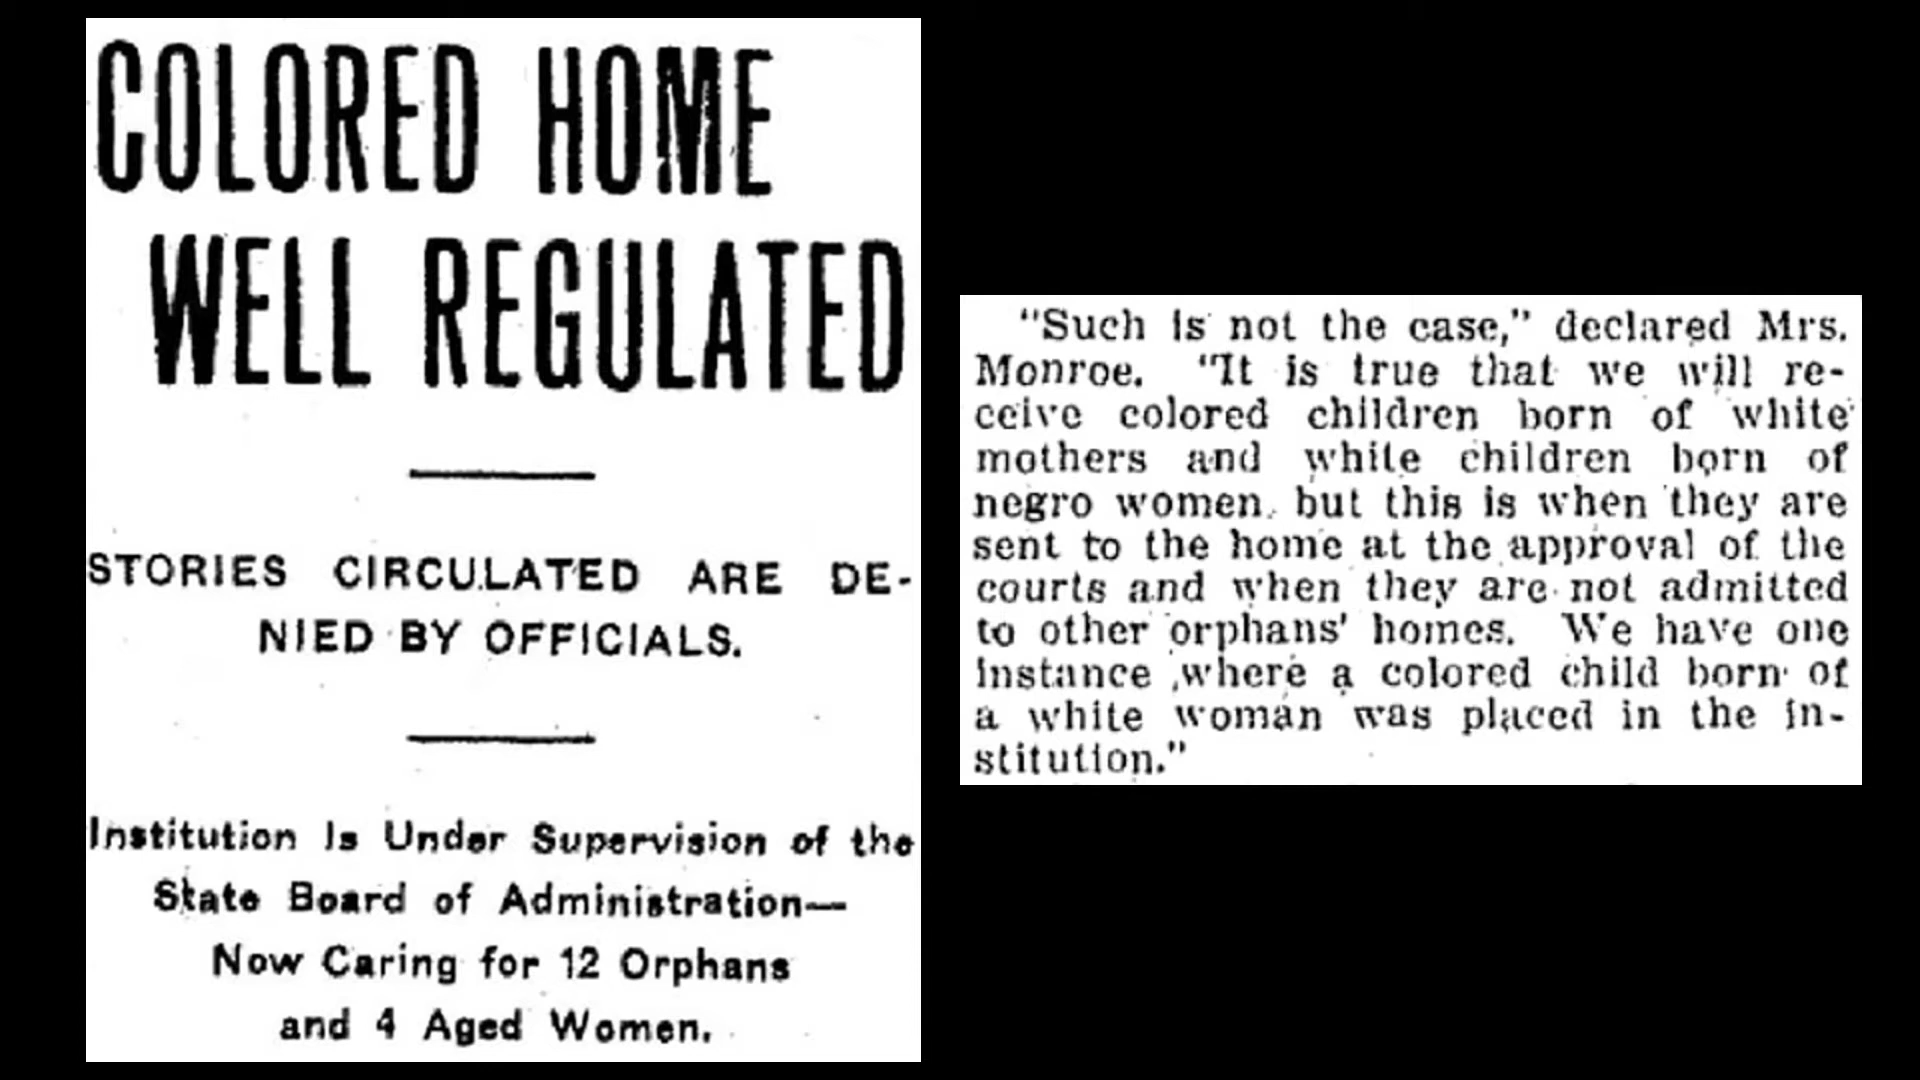 COLORED HOME
WELL REGULATED
STORIES CIRCULATED ARE DE-
NIED BY OFFICIALS.
Institution Is Under Supervision of the
State Board of Administration—
Now Caring for 12 Orphans
and 4 Aged Women.
"Such is not the case," declared Mrs.
Monroe. "It is true that we will re-
ceive colored children born of white
mothers and white children born of
negro women, but this is when they are
sent to the home at the approval of the
courts and when they are not admitted
to other orphans' homes. We have one
instance where a colored child born of
a white woman was placed in the in-
stitution."